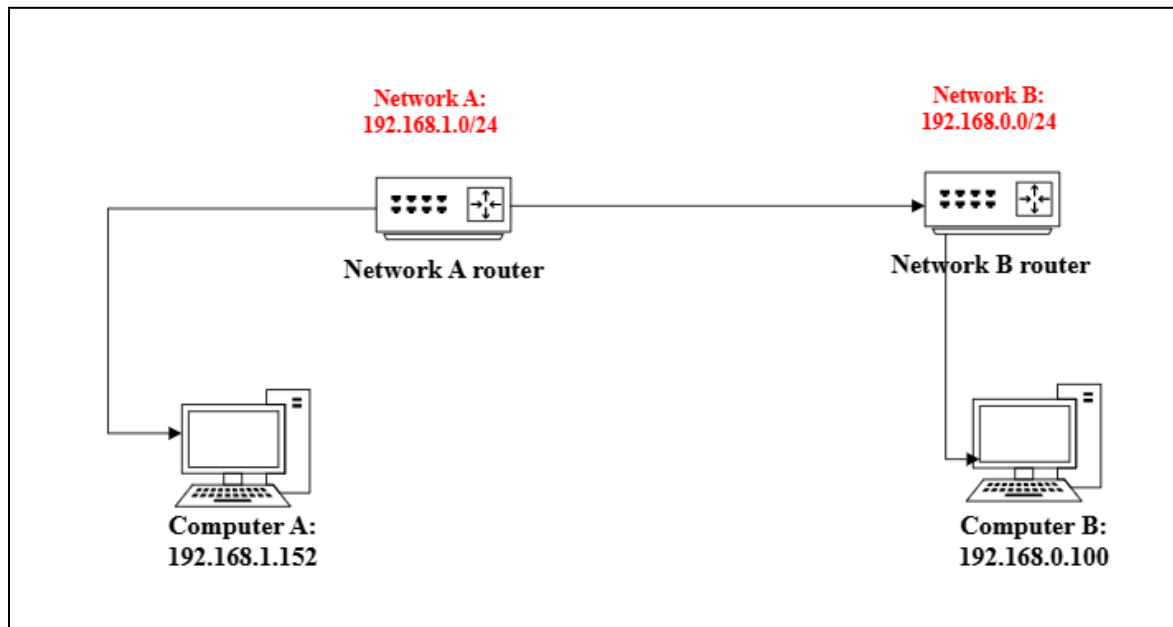 Network A:
192.168.1.0/24
Network B:
192.168.0.0/24
Network A router
Network B router
Computer A:
192.168.1.152
Computer B:
192.168.0.100